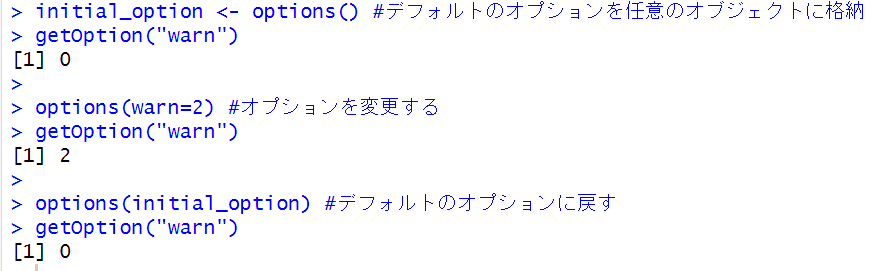 > initial_option <- options() #デフォルトのオプションを任意のオブジェクトに格納
> getOption("warn")
[1] 0
>
> options(warn=2) #オプションを変更する
> getOption("warn")
[1] 2
>
> options(initial_option) #デフォルトのオプションに戻す
> getOption("warn")
[1] 0